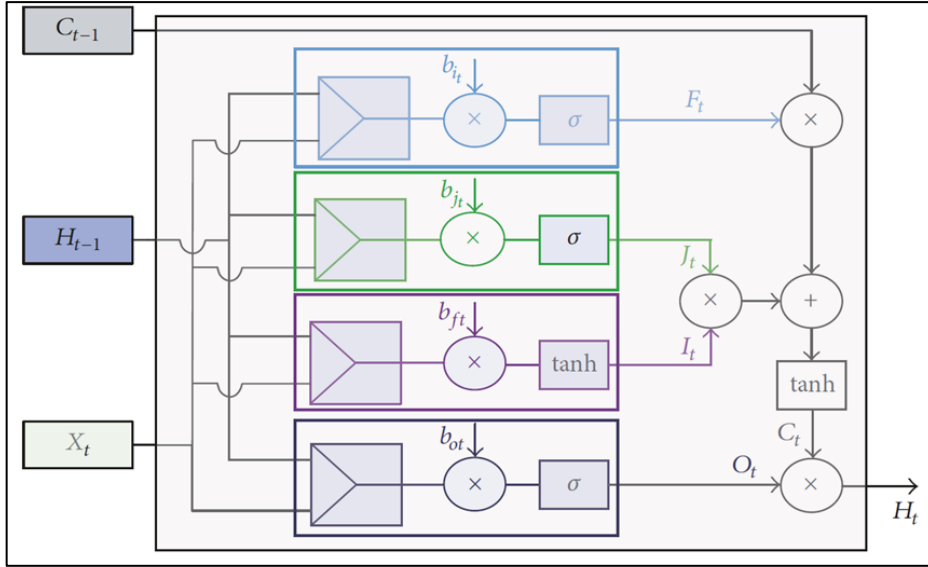 C_{t−1}
b_{i_t}
× σ F_t ×
b_{j_t}
H_{t−1} × σ J_t
× +
b_{ft}
× tanh I_t
tanh
X_t b_{ot} C_t
× σ O_t ×
H_t